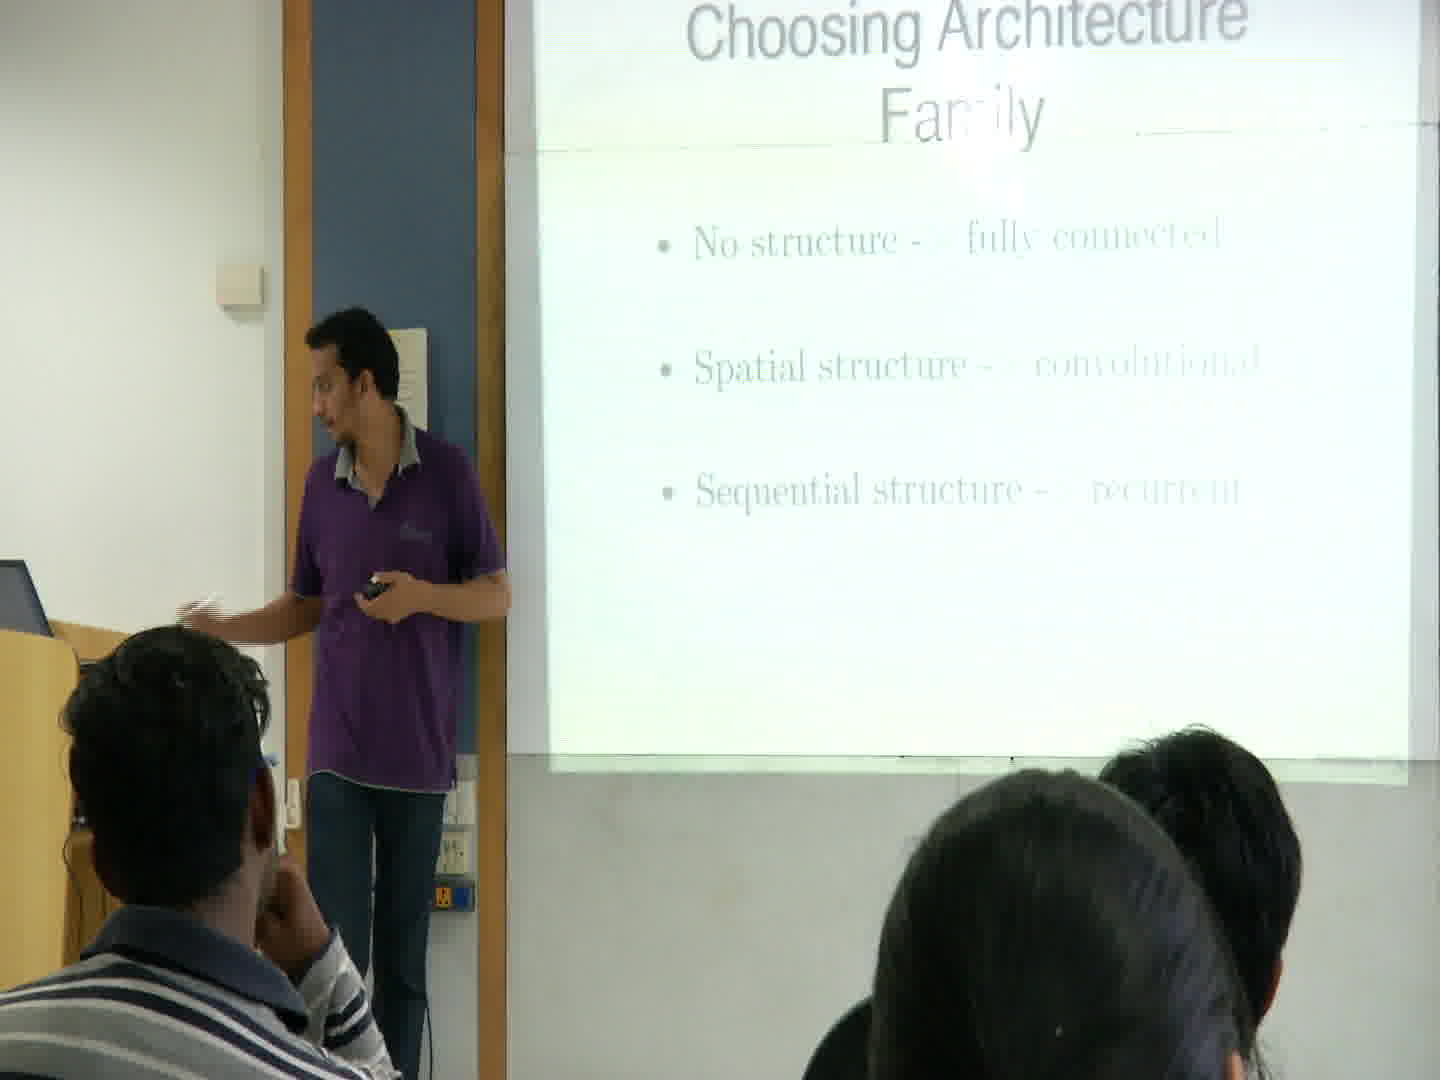 Choosing Architecture
Family
• No structure -> fully connected
• Spatial structure -> convolutional
• Sequential structure -> recurrent